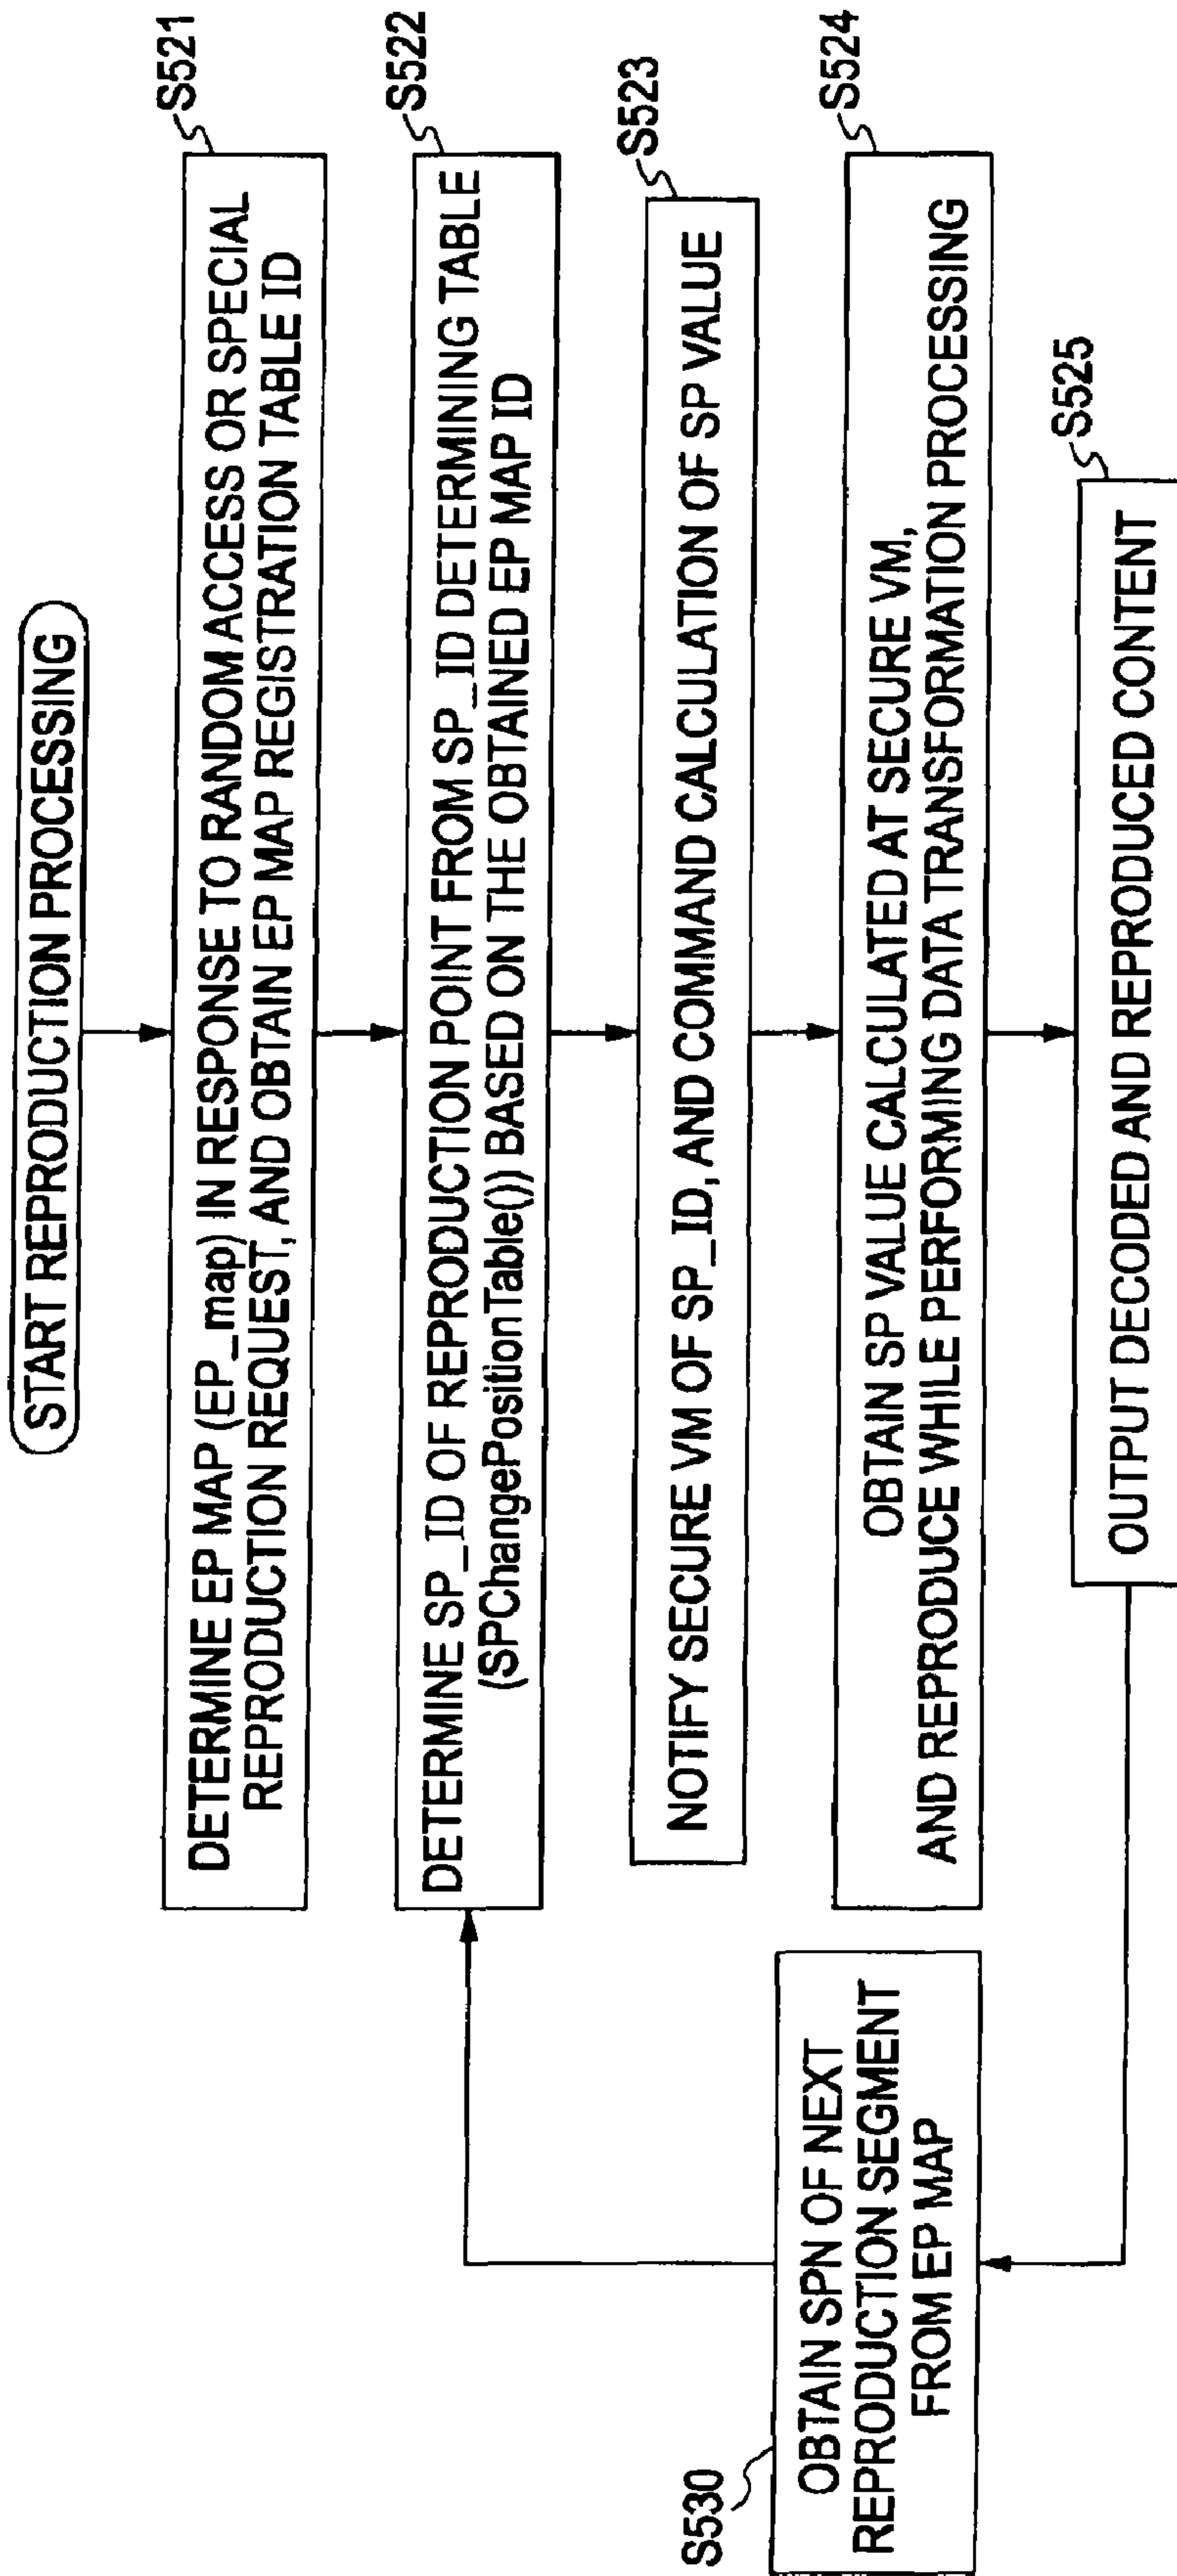 START REPRODUCTION PROCESSING
S521
DETERMINE EP MAP (EP_map) IN RESPONSE TO RANDOM ACCESS OR SPECIAL
REPRODUCTION REQUEST, AND OBTAIN EP MAP REGISTRATION TABLE ID
S522
DETERMINE SP_ID OF REPRODUCTION POINT FROM SP_ID DETERMINING TABLE
(SPChangePositionTable()) BASED ON THE OBTAINED EP MAP ID
S523
NOTIFY SECURE VM OF SP_ID, AND COMMAND CALCULATION OF SP VALUE
S524
OBTAIN SP VALUE CALCULATED AT SECURE VM,
AND REPRODUCE WHILE PERFORMING DATA TRANSFORMATION PROCESSING
S525
OUTPUT DECODED AND REPRODUCED CONTENT
S530
OBTAIN SPN OF NEXT
REPRODUCTION SEGMENT
FROM EP MAP